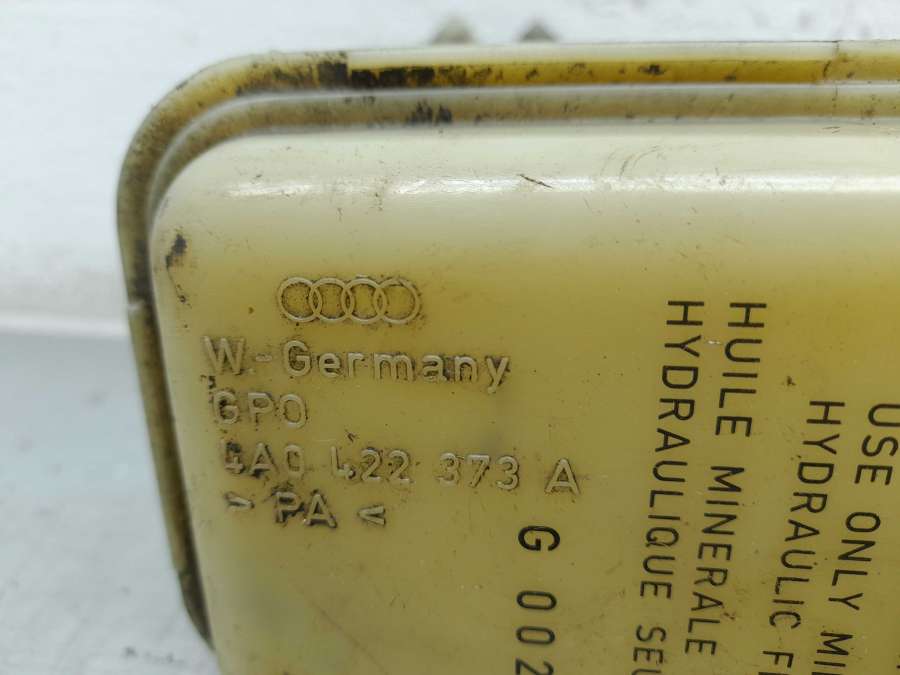 W.-Germany
GPO
4A0 422 373 A
> PA <
G 002
HUILE MINERALE
HYDRAULIQUE
USE ONLY
HYDRAULIC